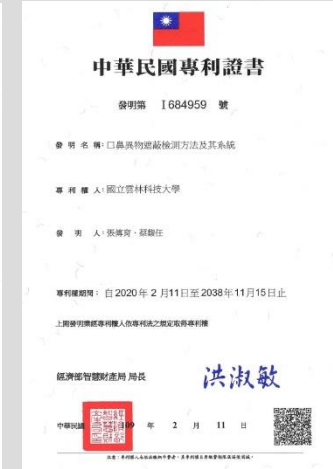 中華民國專利證書
發明第 I684959 號
發明名稱:口鼻異物遮蔽檢測方法及其系統
專利權人:國立雲林科技大學
發明人:張傳育、蔡馥任
專利權期間:自2020年2月11日至2038年11月15日止
上開發明業經專利權人依專利法之規定取得專利權
經濟部智慧財產局 局長 洪淑敏
中華民國 109 年 2 月 11 日